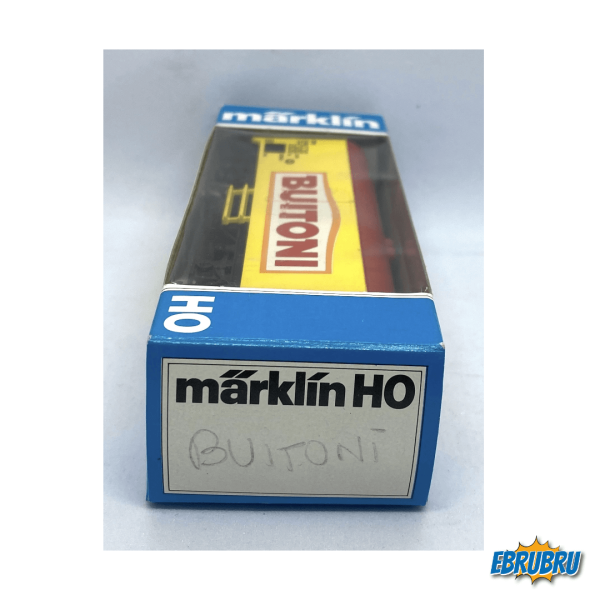 märklin
BUITONI
HO
märklin HO
BUITONI
EBRUBRU